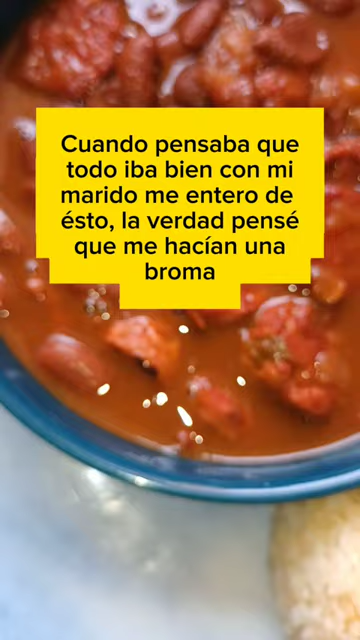 Cuando pensaba que
todo iba bien con mi
marido me entero de
ésto, la verdad pensé
que me hacían una
broma